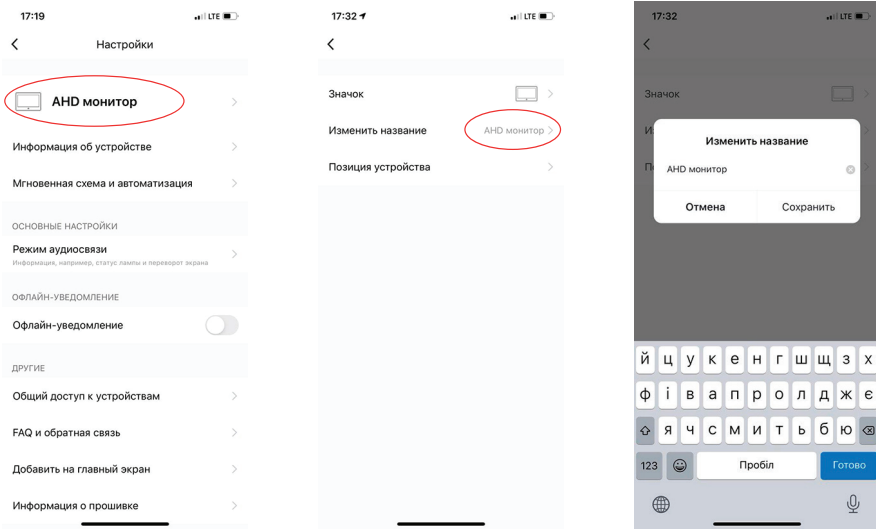 17:19
LTE
Настройки
AHD монитор
Информация об устройстве
Мгновенная схема и автоматизация
ОСНОВНЫЕ НАСТРОЙКИ
Режим аудиосвязи
Информация, например, статус лампы и переворот экрана
ОФЛАЙН-УВЕДОМЛЕНИЕ
Офлайн-уведомление
ДРУГИЕ
Общий доступ к устройствам
FAQ и обратная связь
Добавить на главный экран
Информация о прошивке
17:32
LTE
Значок
Изменить название AHD монитор
Позиция устройства
17:32
LTE
Значок
И
П
Изменить название
AHD монитор
Отмена Сохранить
й ц у к е н г ш щ з х
ф і в а п р о л д ж є
я ч с м и т ь б ю
123 Пробіл Готово